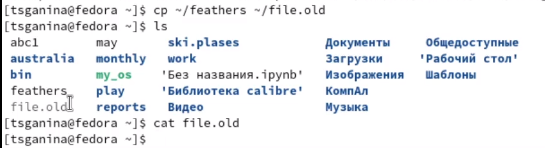 [tsganina@fedora ~]$ cp ~/feathers ~/file.old
[tsganina@fedora ~]$ ls
abc1 may ski.plases Документы Общедоступные
australia monthly work Загрузки 'Рабочий стол'
bin my_os 'Без названия.ipynb' Изображения Шаблоны
feathers play 'Библиотека calibre' КомпАл
file.old reports Видео Музыка
[tsganina@fedora ~]$ cat file.old
[tsganina@fedora ~]$